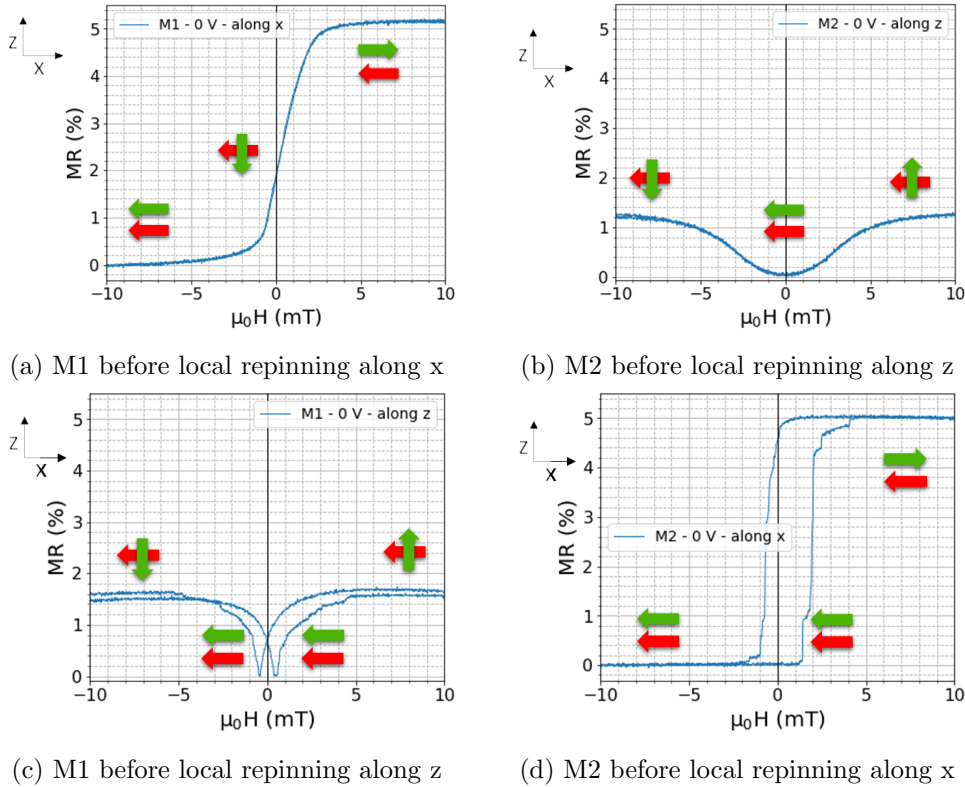 M1 - 0 V - along x
Z
X
MR (%)
5
4
3
2
1
0
−10 −5 0 5 10
μ₀H (mT)
(a) M1 before local repinning along x
M2 - 0 V - along z
Z
X
MR (%)
5
4
3
2
1
0
−10 −5 0 5 10
μ₀H (mT)
(b) M2 before local repinning along z
M1 - 0 V - along z
Z
X
MR (%)
5
4
3
2
1
0
−10 −5 0 5 10
μ₀H (mT)
(c) M1 before local repinning along z
Z
X
MR (%)
5
4
3
2
1
0
M2 - 0 V - along x
−10 −5 0 5 10
μ₀H (mT)
(d) M2 before local repinning along x